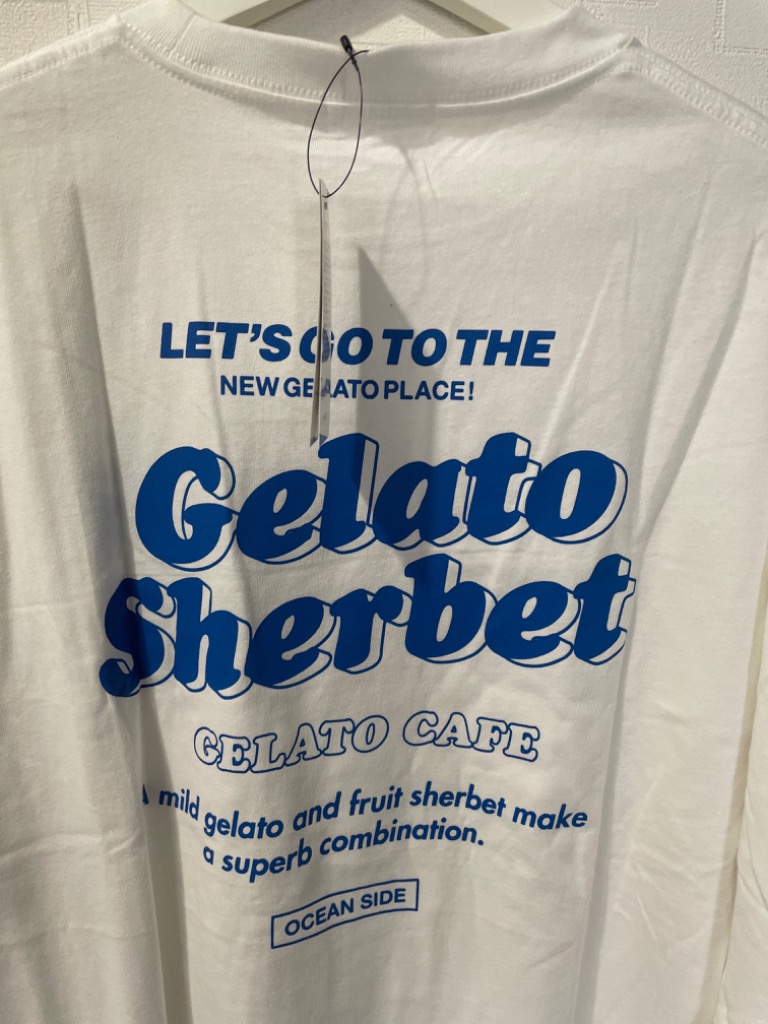 LET'S GO TO THE
NEW GELATO PLACE!
Gelato
Sherbet
GELATO CAFE
A mild gelato and fruit sherbet make
a superb combination.
OCEAN SIDE